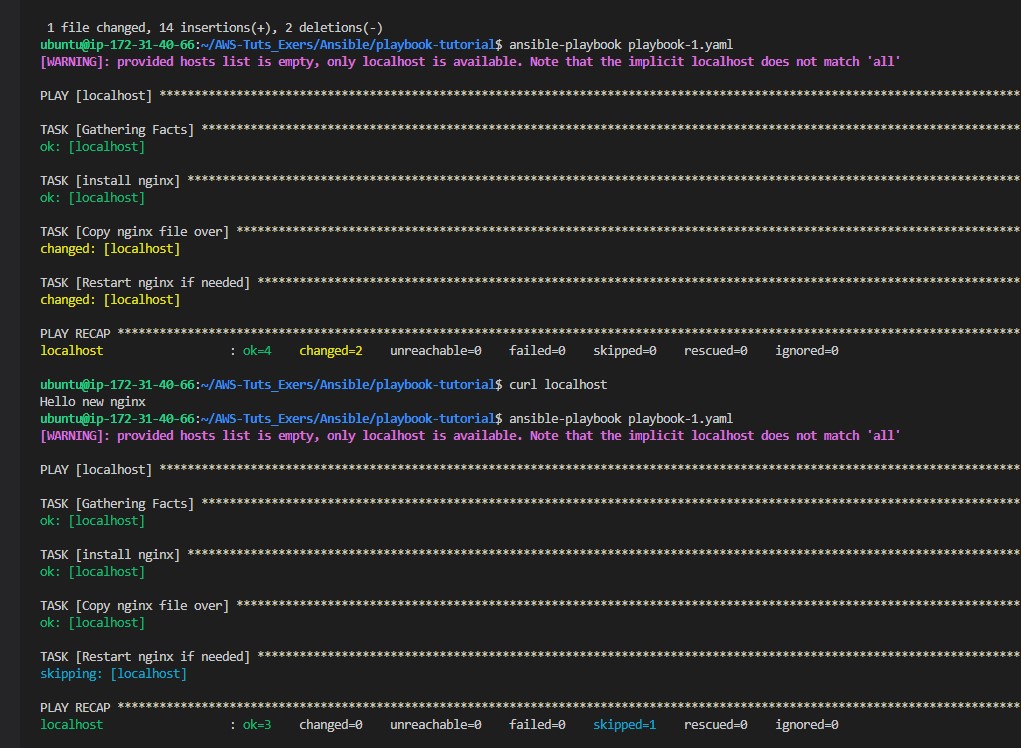 1 file changed, 14 insertions(+), 2 deletions(-)
ubuntu@ip-172-31-40-66:~/AWS-Tuts_Exers/Ansible/playbook-tutorial$ ansible-playbook playbook-1.yaml
[WARNING]: provided hosts list is empty, only localhost is available. Note that the implicit localhost does not match 'all'
PLAY [localhost] ***************************************************************************************************************************
TASK [Gathering Facts] *********************************************************************************************************************
ok: [localhost]
TASK [install nginx] ***********************************************************************************************************************
ok: [localhost]
TASK [Copy nginx file over] ****************************************************************************************************************
changed: [localhost]
TASK [Restart nginx if needed] *************************************************************************************************************
changed: [localhost]
PLAY RECAP *********************************************************************************************************************************
localhost : ok=4 changed=2 unreachable=0 failed=0 skipped=0 rescued=0 ignored=0
ubuntu@ip-172-31-40-66:~/AWS-Tuts_Exers/Ansible/playbook-tutorial$ curl localhost
Hello new nginx
ubuntu@ip-172-31-40-66:~/AWS-Tuts_Exers/Ansible/playbook-tutorial$ ansible-playbook playbook-1.yaml
[WARNING]: provided hosts list is empty, only localhost is available. Note that the implicit localhost does not match 'all'
PLAY [localhost] ***************************************************************************************************************************
TASK [Gathering Facts] *********************************************************************************************************************
ok: [localhost]
TASK [install nginx] ***********************************************************************************************************************
ok: [localhost]
TASK [Copy nginx file over] ****************************************************************************************************************
ok: [localhost]
TASK [Restart nginx if needed] *************************************************************************************************************
skipping: [localhost]
PLAY RECAP *********************************************************************************************************************************
localhost : ok=3 changed=0 unreachable=0 failed=0 skipped=1 rescued=0 ignored=0